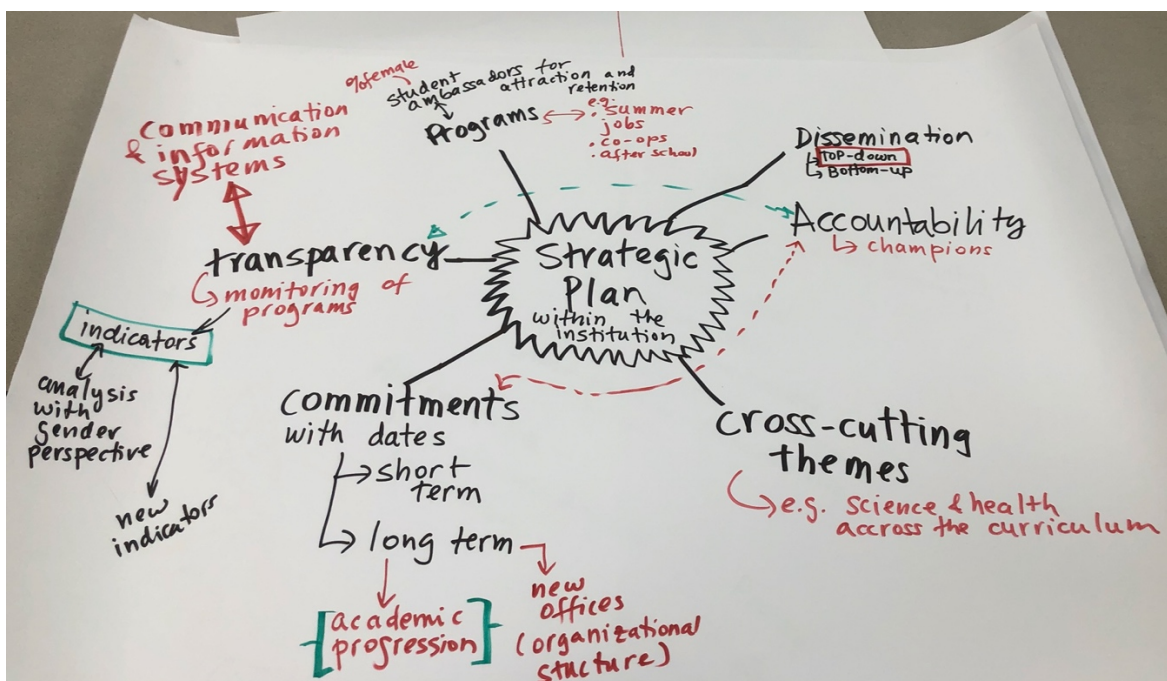 %female
student
ambassadors for
attraction and
retention
Programs
e.g.
• summer
jobs
• co-ops
• after school
communication
& information
systems
Dissemination
↳ TOP-down
↳ Bottom-up
Accountability
↳ champions
transparency
↳ monitoring of
programs
indicators
analysis
with
gender
perspective
new
indicators
Strategic
Plan
within the
institution
commitments
with dates
→ short
term
→ long term
academic
progression
new
offices
(organizational
stucture)
cross-cutting
themes
↳ e.g. science & health
accross the curriculum